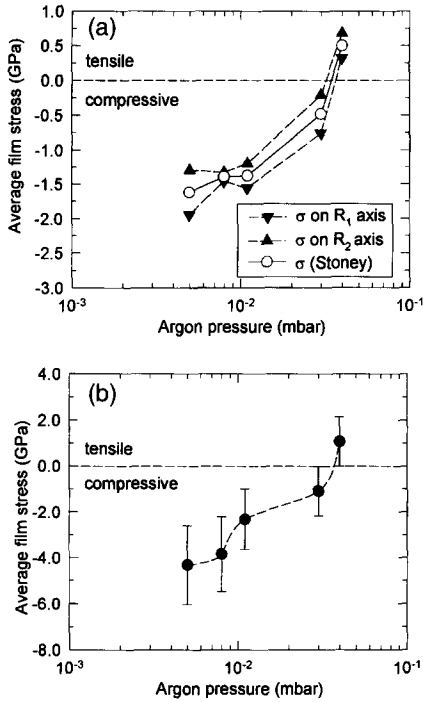 (a)
Average film stress (GPa)
1.0
0.5
0.0
-0.5
-1.0
-1.5
-2.0
-2.5
-3.0
tensile
compressive
σ on R₁ axis
σ on R₂ axis
σ (Stoney)
10⁻³
10⁻²
10⁻¹
Argon pressure (mbar)
(b)
Average film stress (GPa)
4.0
2.0
0.0
-2.0
-4.0
-6.0
-8.0
tensile
compressive
10⁻³
10⁻²
10⁻¹
Argon pressure (mbar)